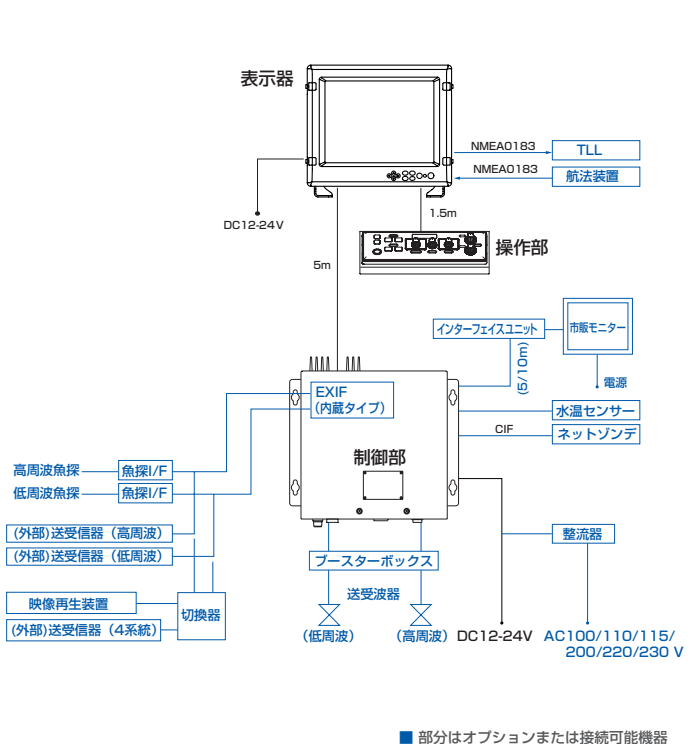 表示器
NMEA0183
TLL
NMEA0183
航法装置
DC12-24V
1.5m
操作部
5m
インターフェイスユニット
市販モニター
(5/10m)
電源
EXIF
(内蔵タイプ)
水温センサー
CIF
ネットゾンデ
制御部
高周波魚探
魚探I/F
低周波魚探
魚探I/F
(外部)送受信器(高周波)
(外部)送受信器(低周波)
整流器
ブースターボックス
送受波器
映像再生装置
切換器
(外部)送受信器(4系統)
(低周波)
(高周波)
DC12-24V
AC100/110/115/
200/220/230 V
部分はオプションまたは接続可能機器